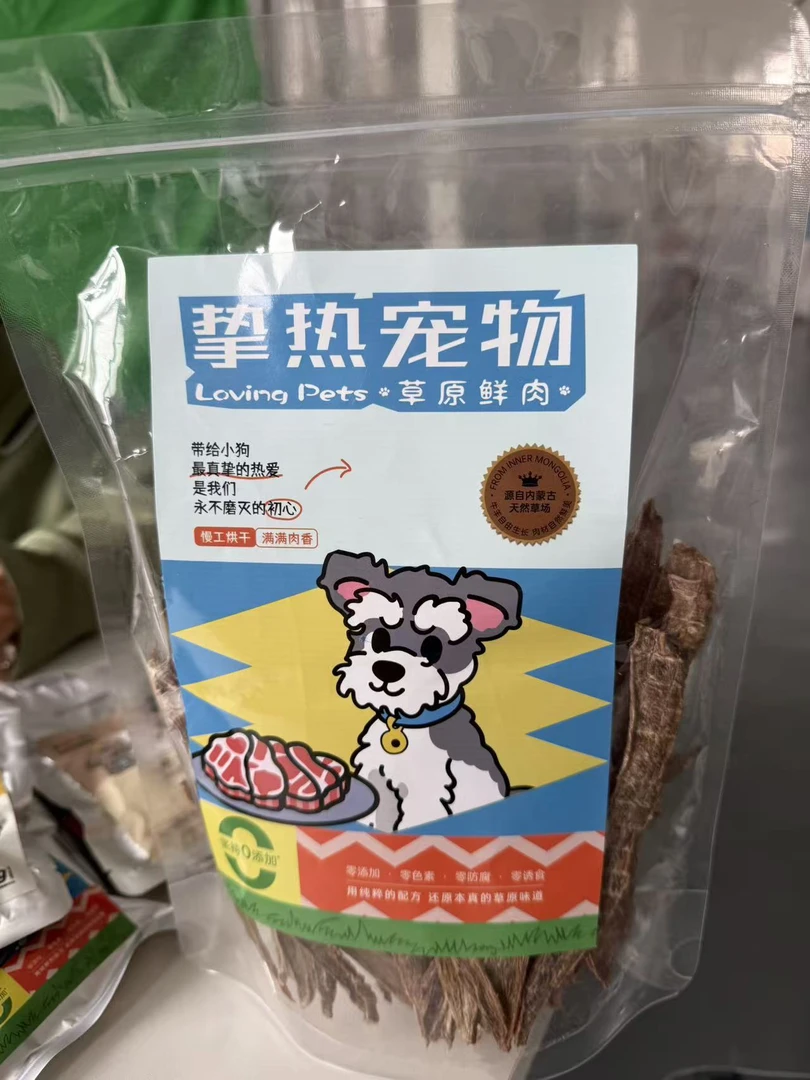 挚热宠物
Loving Pets 草原鲜肉
带给小狗
最真挚的热爱
是我们
永不磨灭的初心
慢工烘干 满满肉香
FROM INNER MONGOLIA
源自内蒙古
天然草场
0添加
零添加 · 零色素 · 零防腐 · 零诱食
用纯粹的配方 还原本真的草原味道